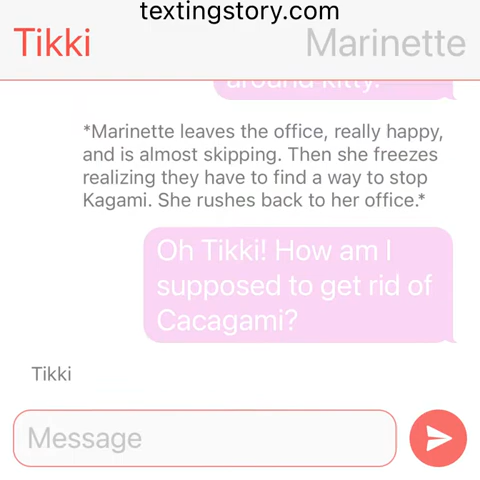 textingstory.com
Tikki Marinette
around kitty.
*Marinette leaves the office, really happy,
and is almost skipping. Then she freezes
realizing they have to find a way to stop
Kagami. She rushes back to her office.*
Oh Tikki! How am I
supposed to get rid of
Cacagami?
Tikki
Message